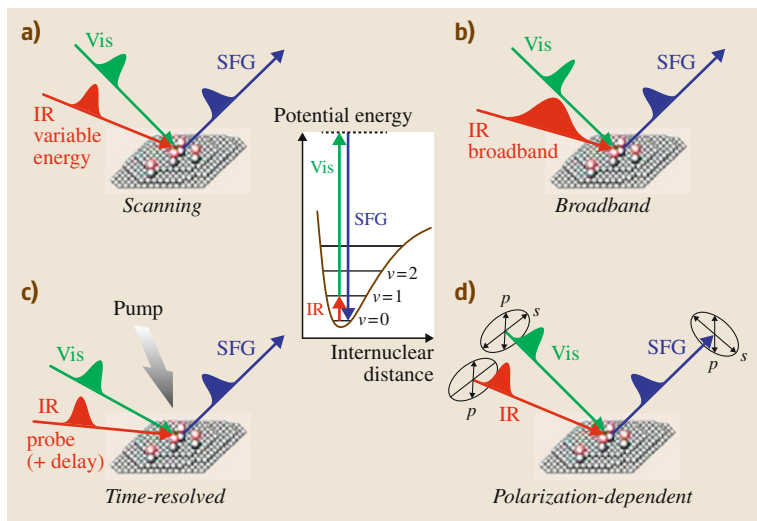 a)
Vis
SFG
IR
variable
energy
Scanning
b)
Vis
SFG
IR
broadband
Broadband
Potential energy
Vis
SFG
IR
v=2
v=1
v=0
Internuclear
distance
c)
Pump
Vis
SFG
IR
probe
(+ delay)
Time-resolved
d)
p
s
Vis
p
IR
SFG
p
s
Polarization-dependent